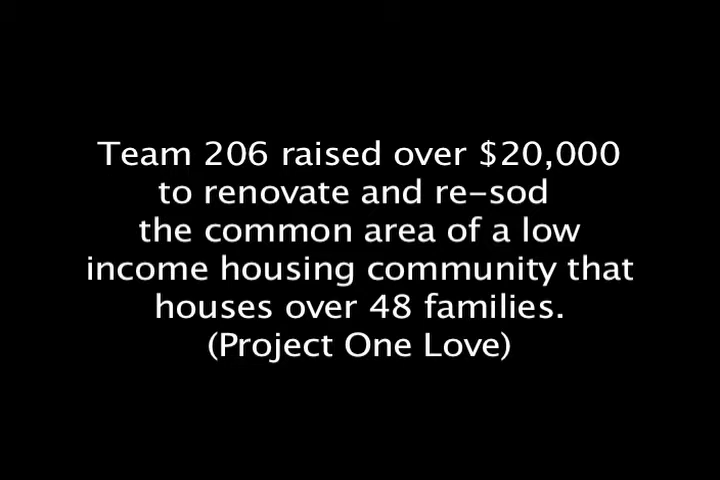 Team 206 raised over $20,000
to renovate and re-sod
the common area of a low
income housing community that
houses over 48 families.
(Project One Love)